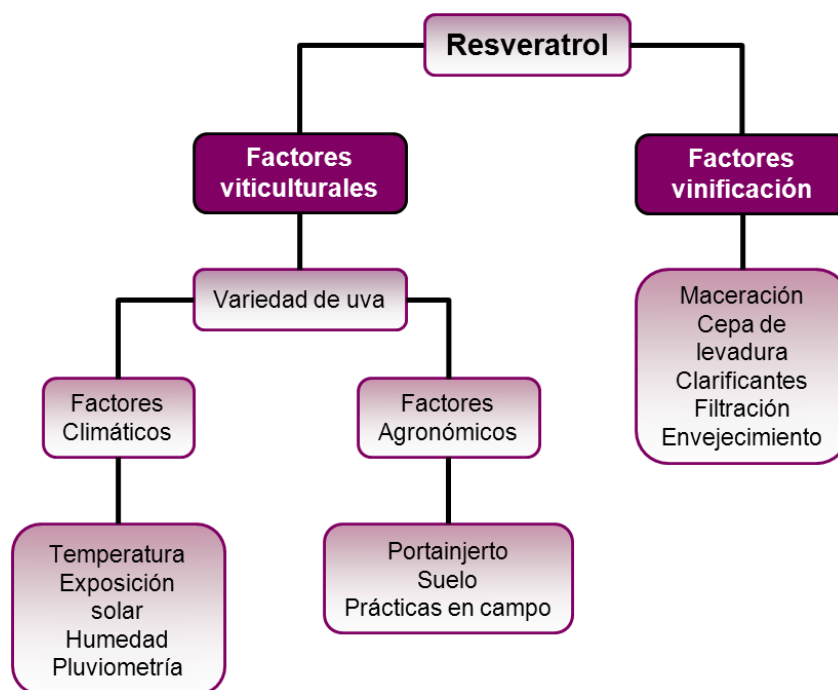 Resveratrol
Factores
viticulturales
Factores
vinificación
Variedad de uva
Maceración
Cepa de
levadura
Clarificantes
Filtración
Envejecimiento
Factores
Climáticos
Factores
Agronómicos
Temperatura
Exposición
solar
Humedad
Pluviometría
Portainjerto
Suelo
Prácticas en campo